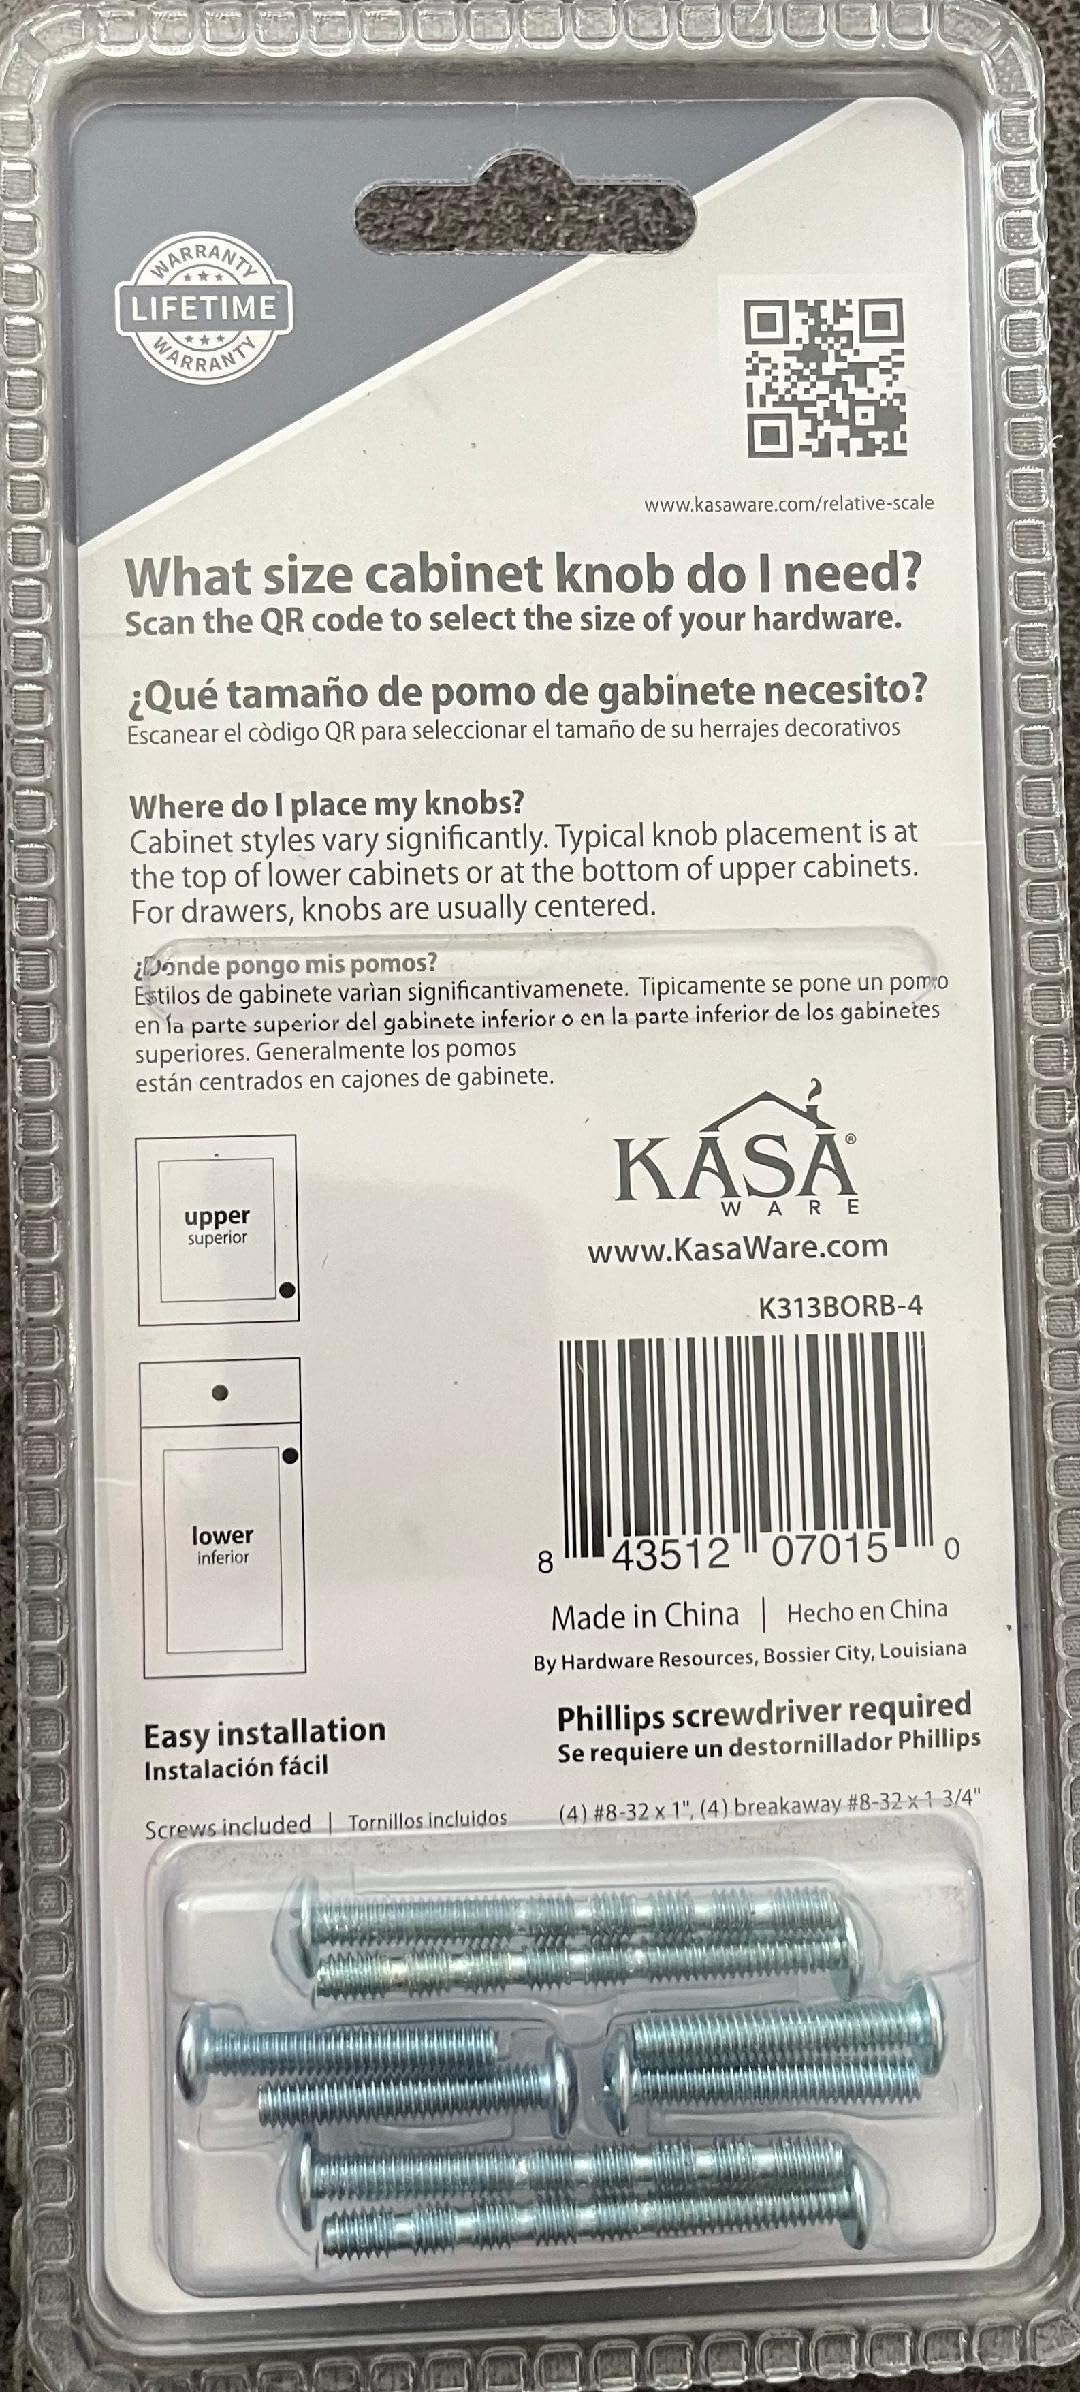 WARRANTY
LIFETIME
WARRANTY
www.kasaware.com/relative-scale
What size cabinet knob do I need?
Scan the QR code to select the size of your hardware.
¿Qué tamaño de pomo de gabinete necesito?
Escanear el còdigo QR para seleccionar el tamaño de su herrajes decorativos
Where do I place my knobs?
Cabinet styles vary significantly. Typical knob placement is at
the top of lower cabinets or at the bottom of upper cabinets.
For drawers, knobs are usually centered.
¿Dónde pongo mis pomos?
Estilos de gabinete varìan significantivamenete. Tipicamente se pone un pomo
en la parte superior del gabinete inferior o en la parte inferior de los gabinetes
superiores. Generalmente los pomos
están centrados en cajones de gabinete.
upper
superior
KASA®
WARE
www.KasaWare.com
K313BORB-4
lower
inferior
8 43512 07015 0
Made in China | Hecho en China
By Hardware Resources, Bossier City, Louisiana
Easy installation
Instalación fácil
Phillips screwdriver required
Se requiere un destornillador Phillips
Screws included | Tornillos incluidos
(4) #8-32 x 1", (4) breakaway #8-32 x 1 3/4"